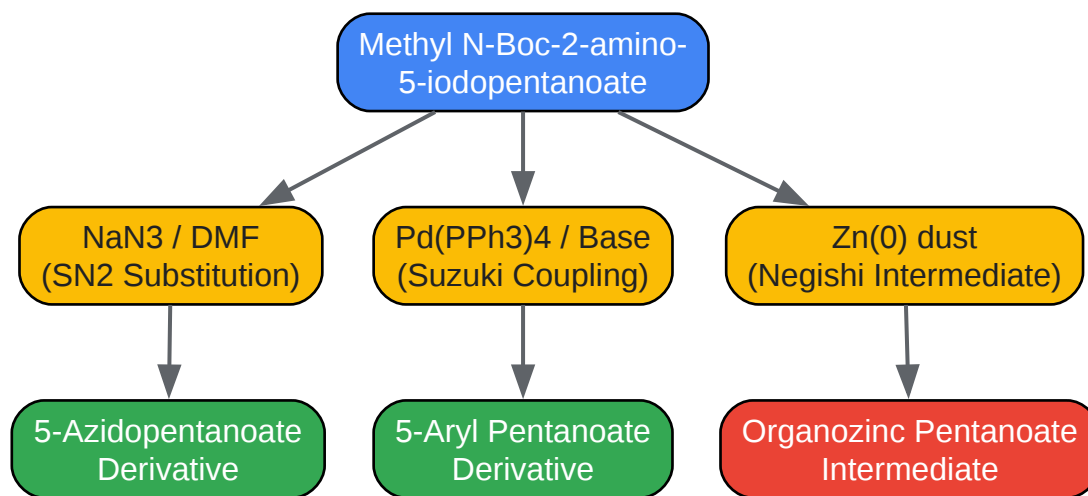 Methyl N-Boc-2-amino-
5-iodopentanoate
NaN3 / DMF
(SN2 Substitution)
Pd(PPh3)4 / Base
(Suzuki Coupling)
Zn(0) dust
(Negishi Intermediate)
5-Azidopentanoate
Derivative
5-Aryl Pentanoate
Derivative
Organozinc Pentanoate
Intermediate